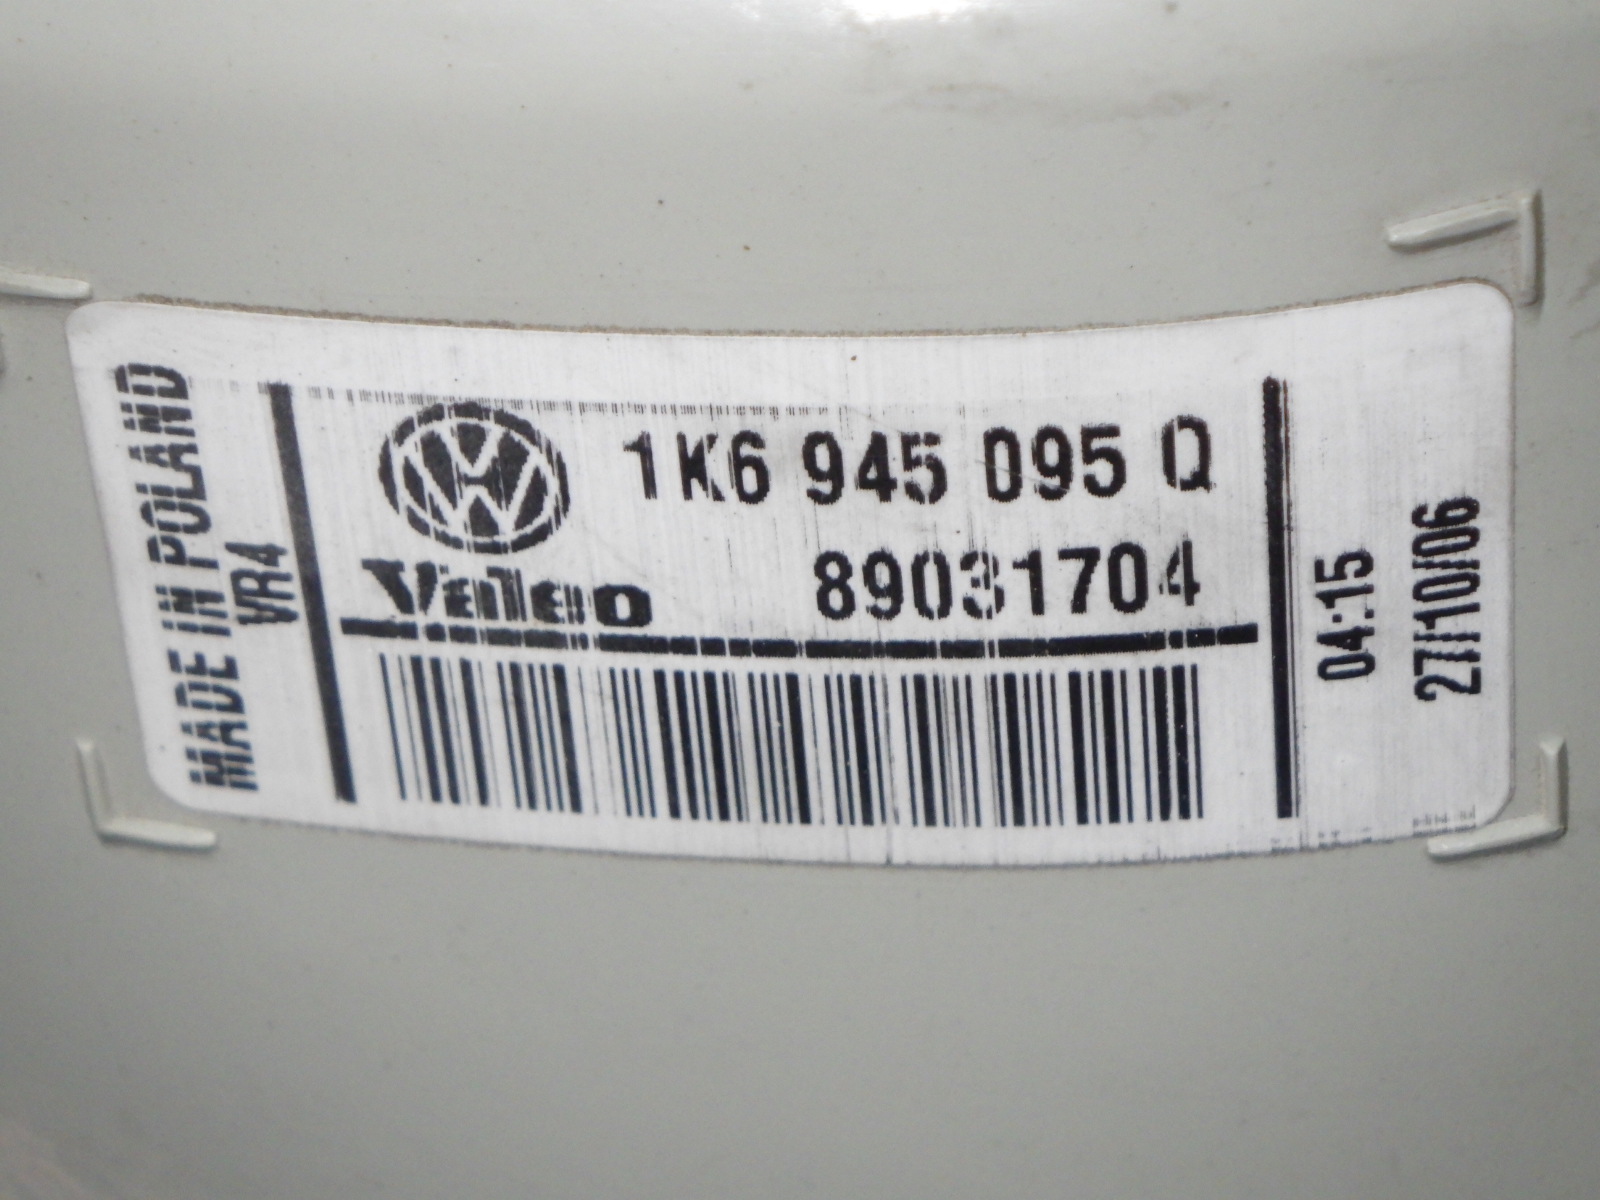 MADE IN POLAND
VR4
1K6 945 095 Q
Valeo 89031704
04:15
27/10/06